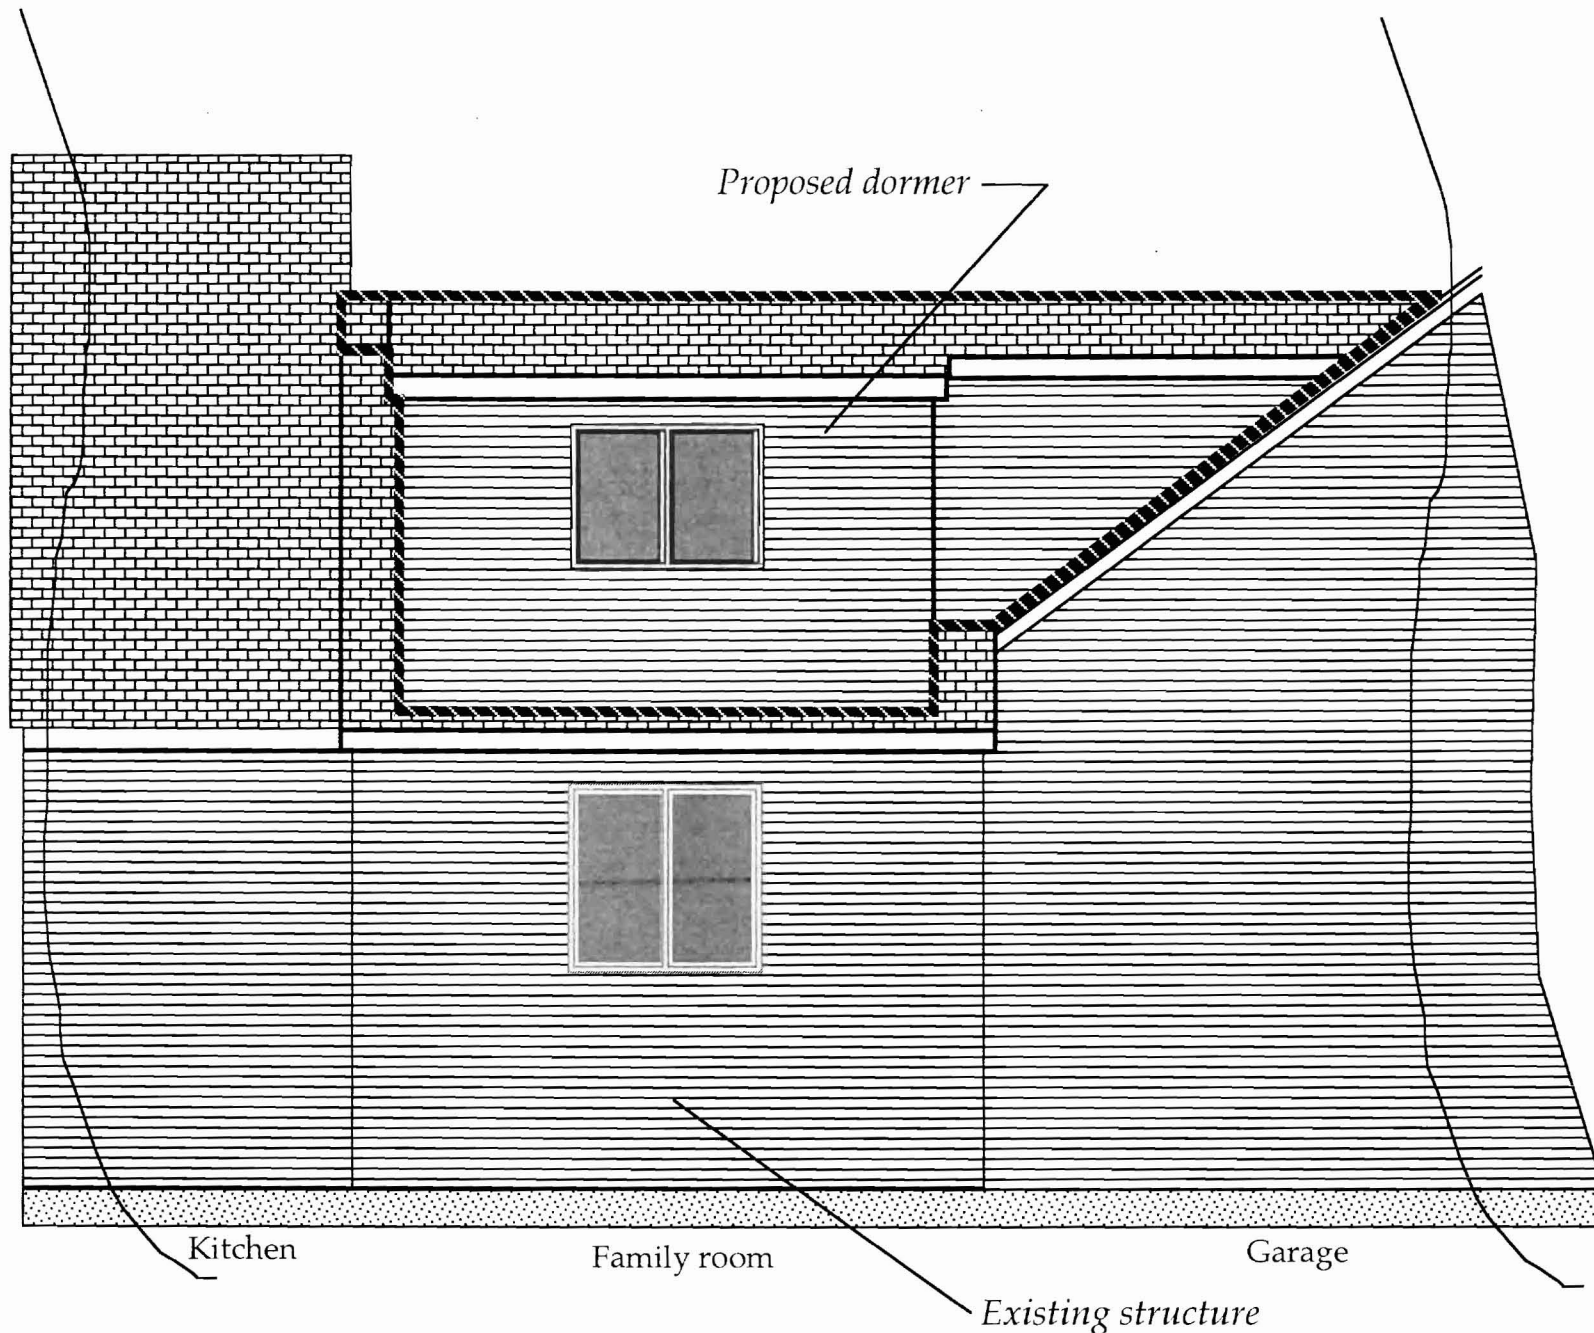 Proposed dormer
Kitchen
Family room
Garage
Existing structure